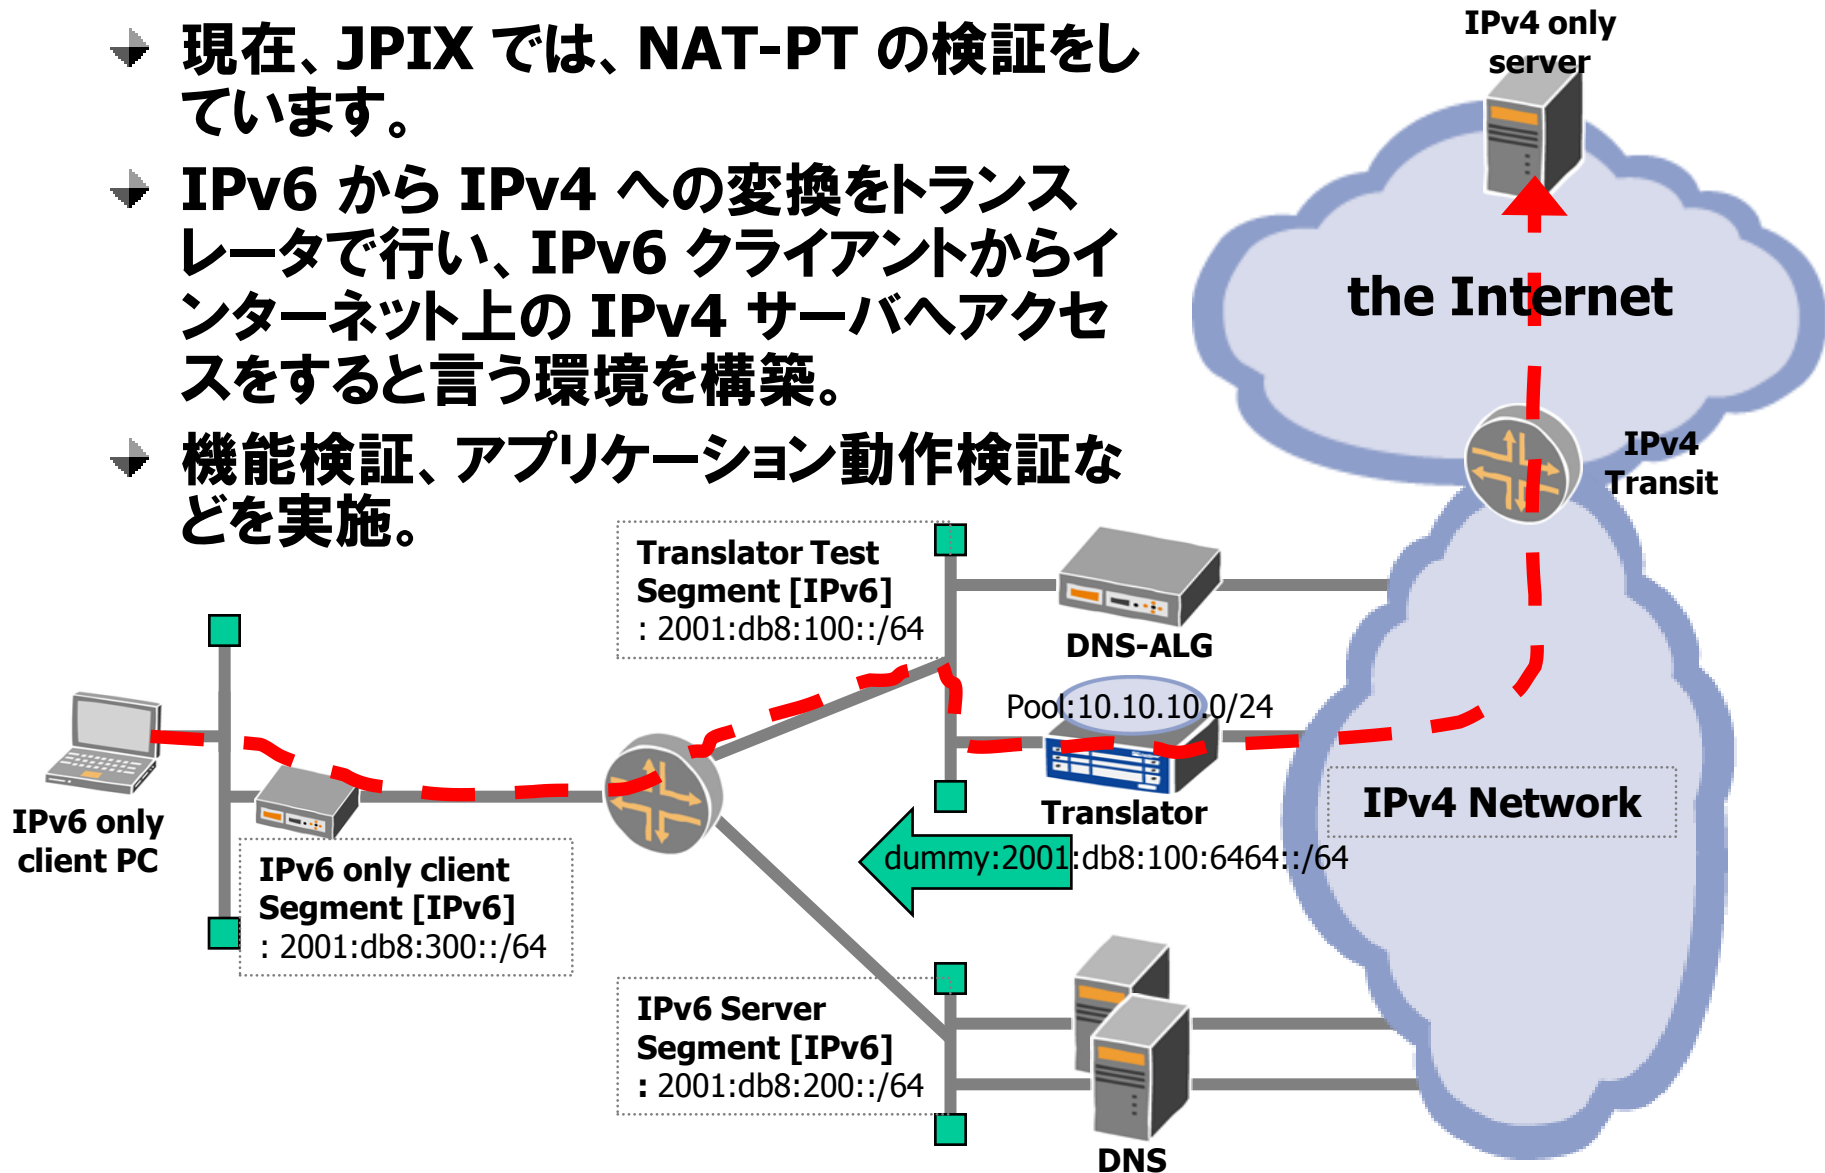 現在、JPIX では、NAT-PT の検証をし
ています。
IPv6 から IPv4 への変換をトランス
レータで行い、IPv6 クライアントからイ
ンターネット上の IPv4 サーバへアクセ
スをすると言う環境を構築。
機能検証、アプリケーション動作検証な
どを実施。
IPv4 only
server
the Internet
IPv4
Transit
Translator Test
Segment [IPv6]
: 2001:db8:100::/64
DNS-ALG
Pool:10.10.10.0/24
Translator
IPv4 Network
dummy:2001:db8:100:6464::/64
IPv6 only
client PC
IPv6 only client
Segment [IPv6]
: 2001:db8:300::/64
IPv6 Server
Segment [IPv6]
: 2001:db8:200::/64
DNS